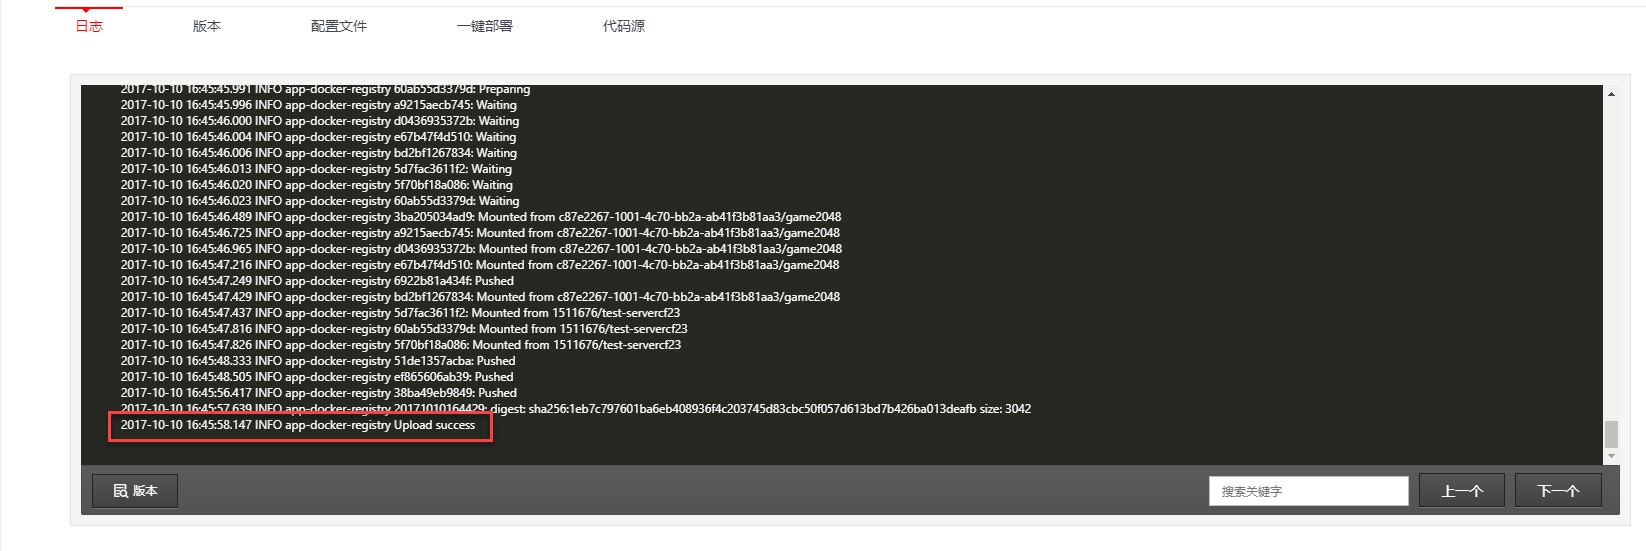 日志 版本 配置文件 一键部署 代码源
2017-10-10 16:45:45.991 INFO app-docker-registry 60ab55d3379d: Preparing
2017-10-10 16:45:45.996 INFO app-docker-registry a9215aecb745: Waiting
2017-10-10 16:45:46.000 INFO app-docker-registry d0436935372b: Waiting
2017-10-10 16:45:46.004 INFO app-docker-registry e67b47f4d510: Waiting
2017-10-10 16:45:46.006 INFO app-docker-registry bd2bf1267834: Waiting
2017-10-10 16:45:46.013 INFO app-docker-registry 5d7fac3611f2: Waiting
2017-10-10 16:45:46.020 INFO app-docker-registry 5f70bf18a086: Waiting
2017-10-10 16:45:46.023 INFO app-docker-registry 60ab55d3379d: Waiting
2017-10-10 16:45:46.489 INFO app-docker-registry 3ba205034ad9: Mounted from c87e2267-1001-4c70-bb2a-ab41f3b81aa3/game2048
2017-10-10 16:45:46.725 INFO app-docker-registry a9215aecb745: Mounted from c87e2267-1001-4c70-bb2a-ab41f3b81aa3/game2048
2017-10-10 16:45:46.965 INFO app-docker-registry d0436935372b: Mounted from c87e2267-1001-4c70-bb2a-ab41f3b81aa3/game2048
2017-10-10 16:45:47.216 INFO app-docker-registry e67b47f4d510: Mounted from c87e2267-1001-4c70-bb2a-ab41f3b81aa3/game2048
2017-10-10 16:45:47.249 INFO app-docker-registry 6922b81a434f: Pushed
2017-10-10 16:45:47.429 INFO app-docker-registry bd2bf1267834: Mounted from c87e2267-1001-4c70-bb2a-ab41f3b81aa3/game2048
2017-10-10 16:45:47.437 INFO app-docker-registry 5d7fac3611f2: Mounted from 1511676/test-servercf23
2017-10-10 16:45:47.816 INFO app-docker-registry 60ab55d3379d: Mounted from 1511676/test-servercf23
2017-10-10 16:45:47.826 INFO app-docker-registry 5f70bf18a086: Mounted from 1511676/test-servercf23
2017-10-10 16:45:48.333 INFO app-docker-registry 51de1357acba: Pushed
2017-10-10 16:45:48.505 INFO app-docker-registry ef865606ab39: Pushed
2017-10-10 16:45:56.417 INFO app-docker-registry 38ba49eb9849: Pushed
2017-10-10 16:45:57.639 INFO app-docker-registry 20171010164429: digest: sha256:1eb7c797601ba6eb408936f4c203745d83cbc50f057d613bd7b426ba013deafb size: 3042
2017-10-10 16:45:58.147 INFO app-docker-registry Upload success
版本 搜索关键字 上一个 下一个